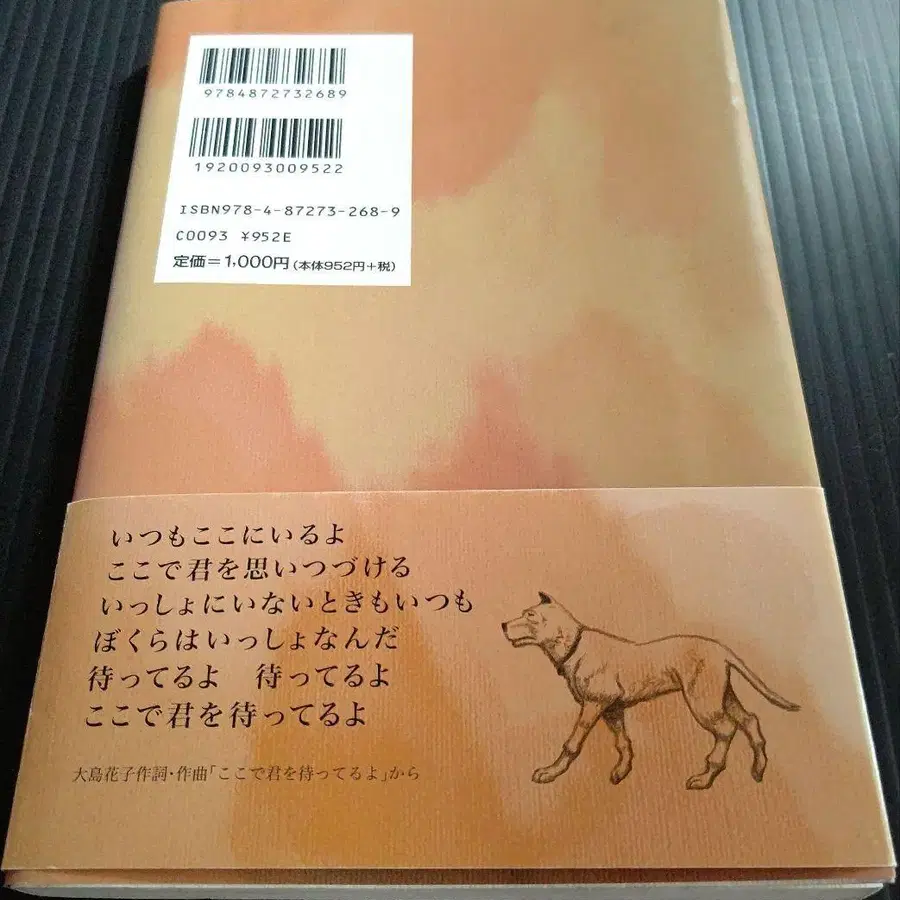 9784872732689
1920093009522
ISBN978-4-87273-268-9
C0093 ¥952E
定価=1,000円(本体952円+税)
いつもここにいるよ
ここで君を思いつづける
いっしょにいないときもいつも
ぼくらはいっしょなんだ
待ってるよ　待ってるよ
ここで君を待ってるよ
大島花子作詞・作曲「ここで君を待ってるよ」から